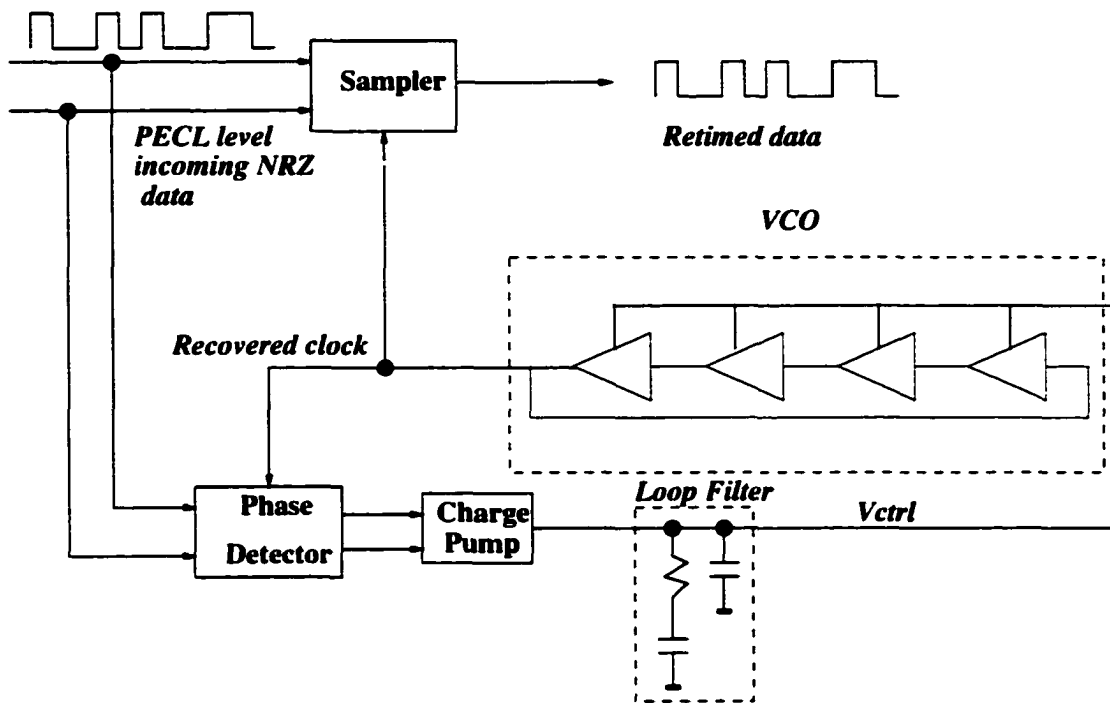 Sampler
PECL level
incoming NRZ
data
Retimed data
VCO
Recovered clock
Phase
Detector
Charge
Pump
Loop Filter
Vctrl